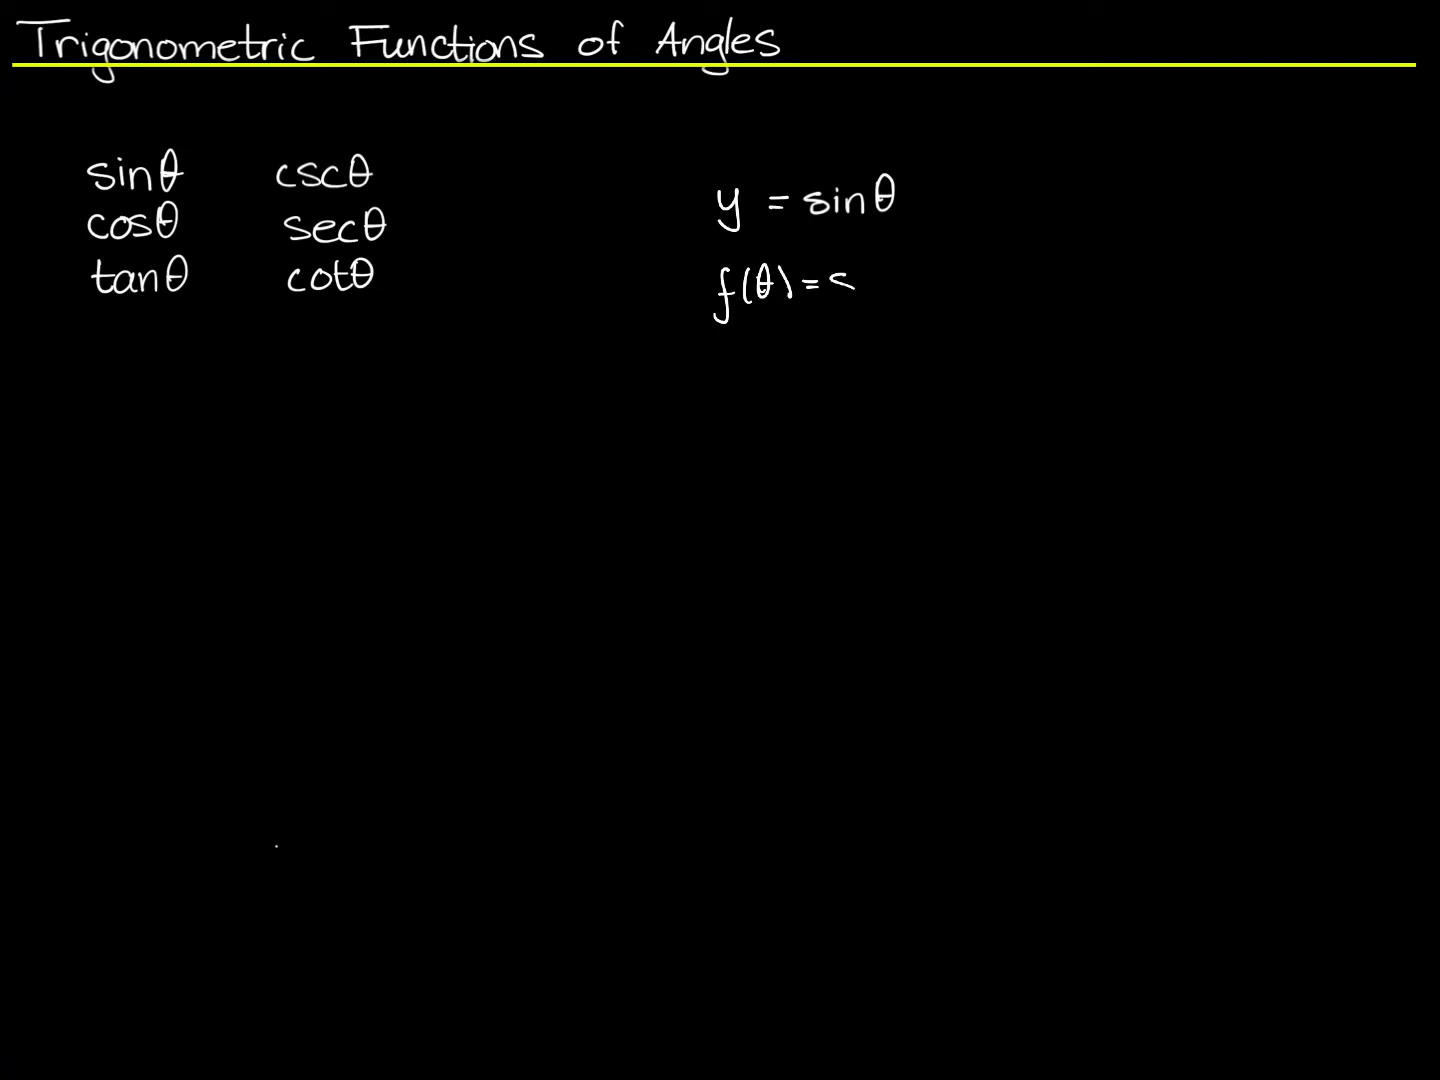 Trigonometric Functions of Angles
sinθ cscθ
cosθ secθ
tanθ cotθ
y = sinθ
f(θ) = s